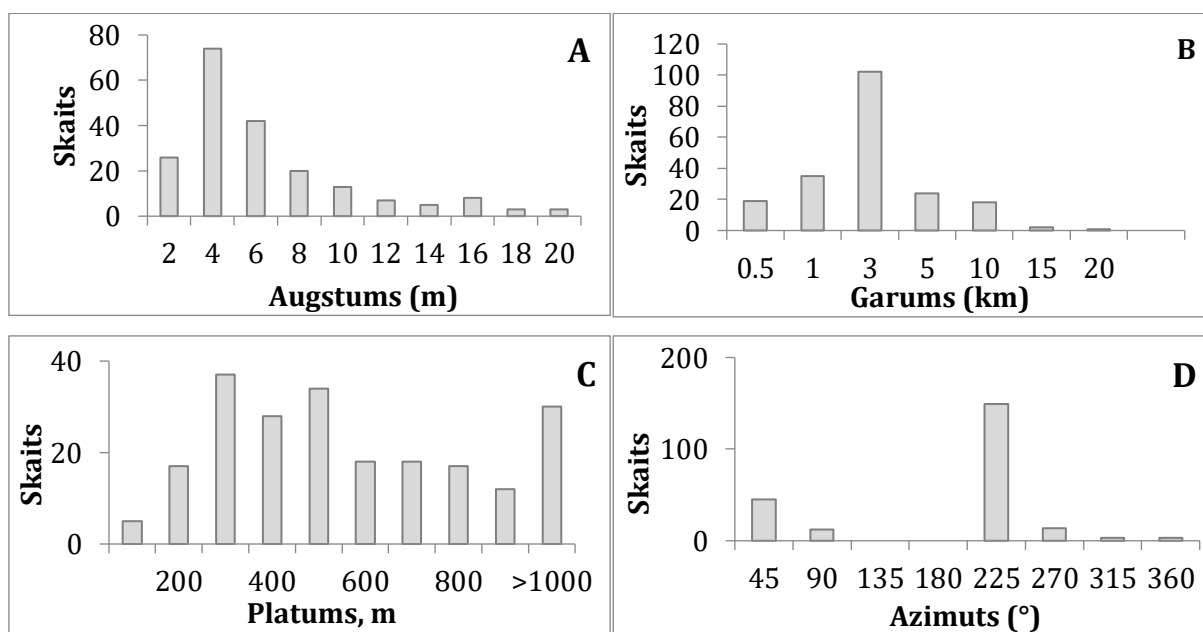 A
Skaits
80
60
40
20
0
2 4 6 8 10 12 14 16 18 20
Augstums (m)
B
Skaits
120
100
80
60
40
20
0
0.5 1 3 5 10 15 20
Garums (km)
C
Skaits
40
20
0
200 400 600 800 >1000
Platums, m
D
Skaits
200
100
0
45 90 135 180 225 270 315 360
Azimuts (°)